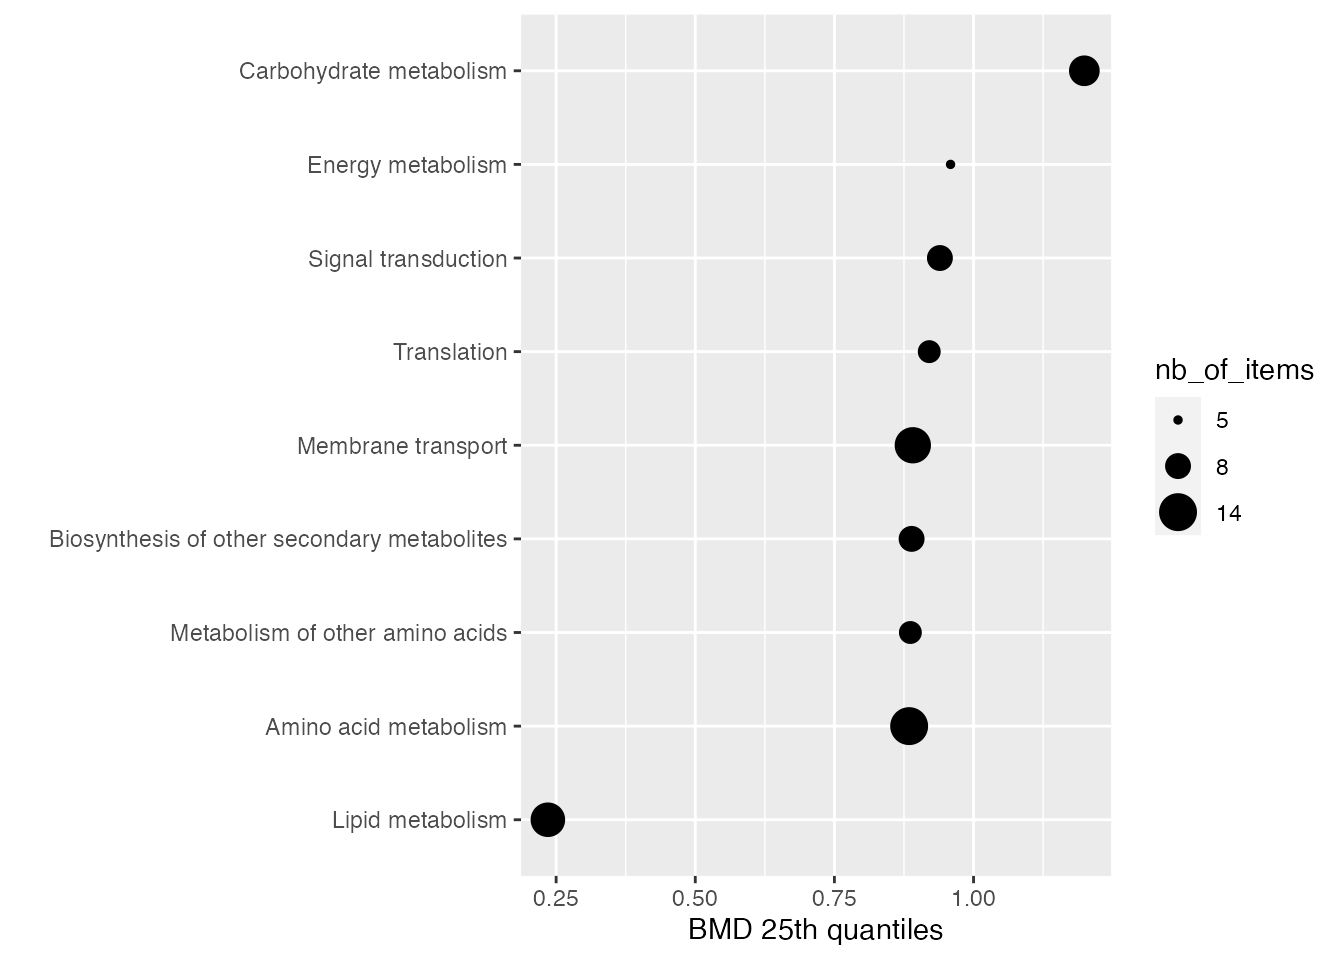 Carbohydrate metabolism
Energy metabolism
Signal transduction
Translation
Membrane transport
Biosynthesis of other secondary metabolites
Metabolism of other amino acids
Amino acid metabolism
Lipid metabolism
0.25 0.50 0.75 1.00
BMD 25th quantiles
nb_of_items
5
8
14